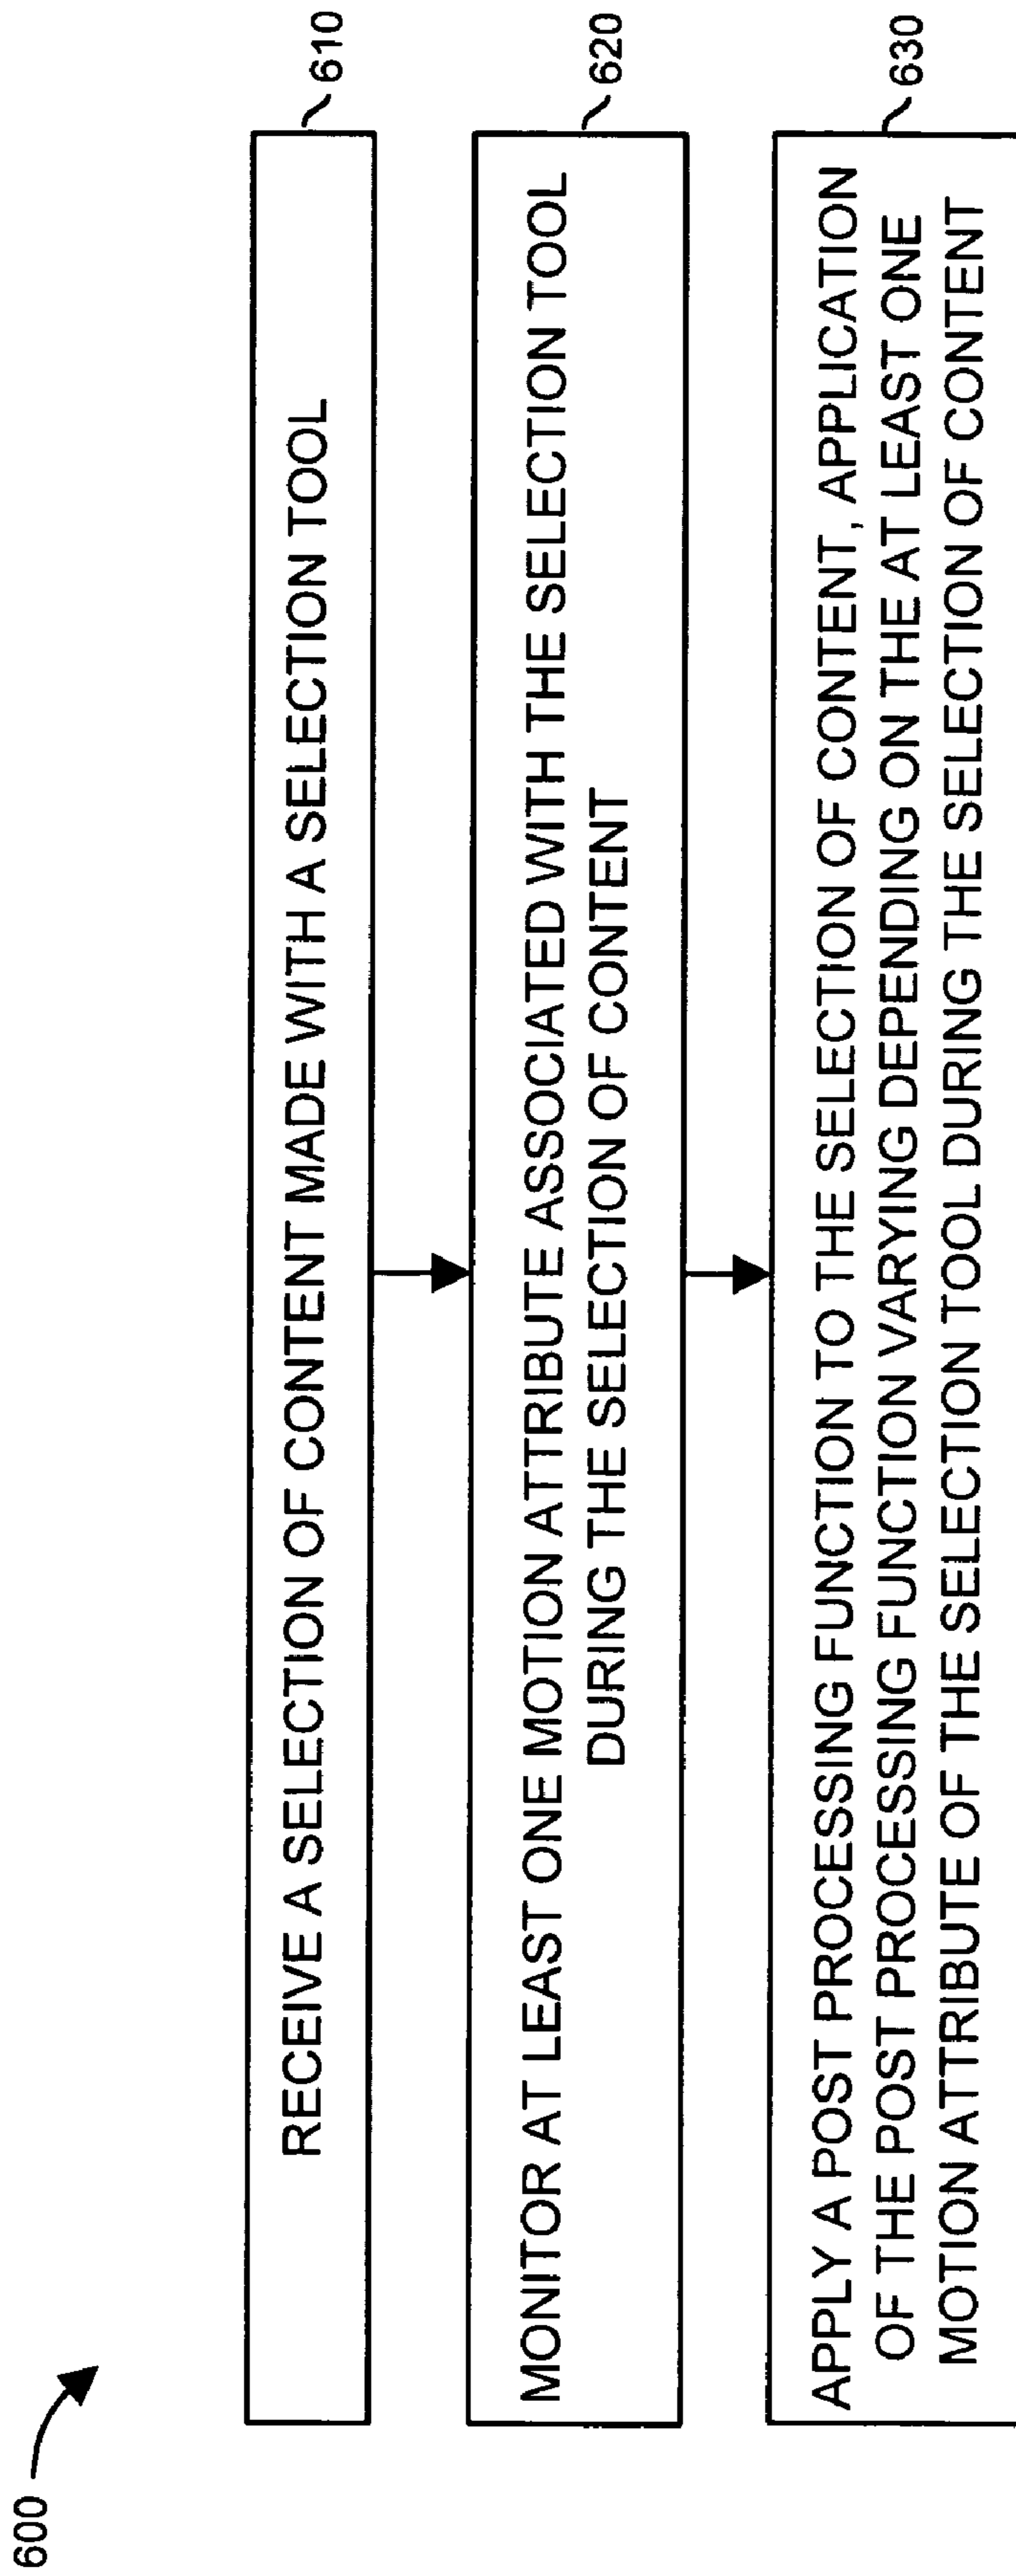 600
RECEIVE A SELECTION OF CONTENT MADE WITH A SELECTION TOOL
610
MONITOR AT LEAST ONE MOTION ATTRIBUTE ASSOCIATED WITH THE SELECTION TOOL
DURING THE SELECTION OF CONTENT
620
APPLY A POST PROCESSING FUNCTION TO THE SELECTION OF CONTENT, APPLICATION
OF THE POST PROCESSING FUNCTION VARYING DEPENDING ON THE AT LEAST ONE
MOTION ATTRIBUTE OF THE SELECTION TOOL DURING THE SELECTION OF CONTENT
630